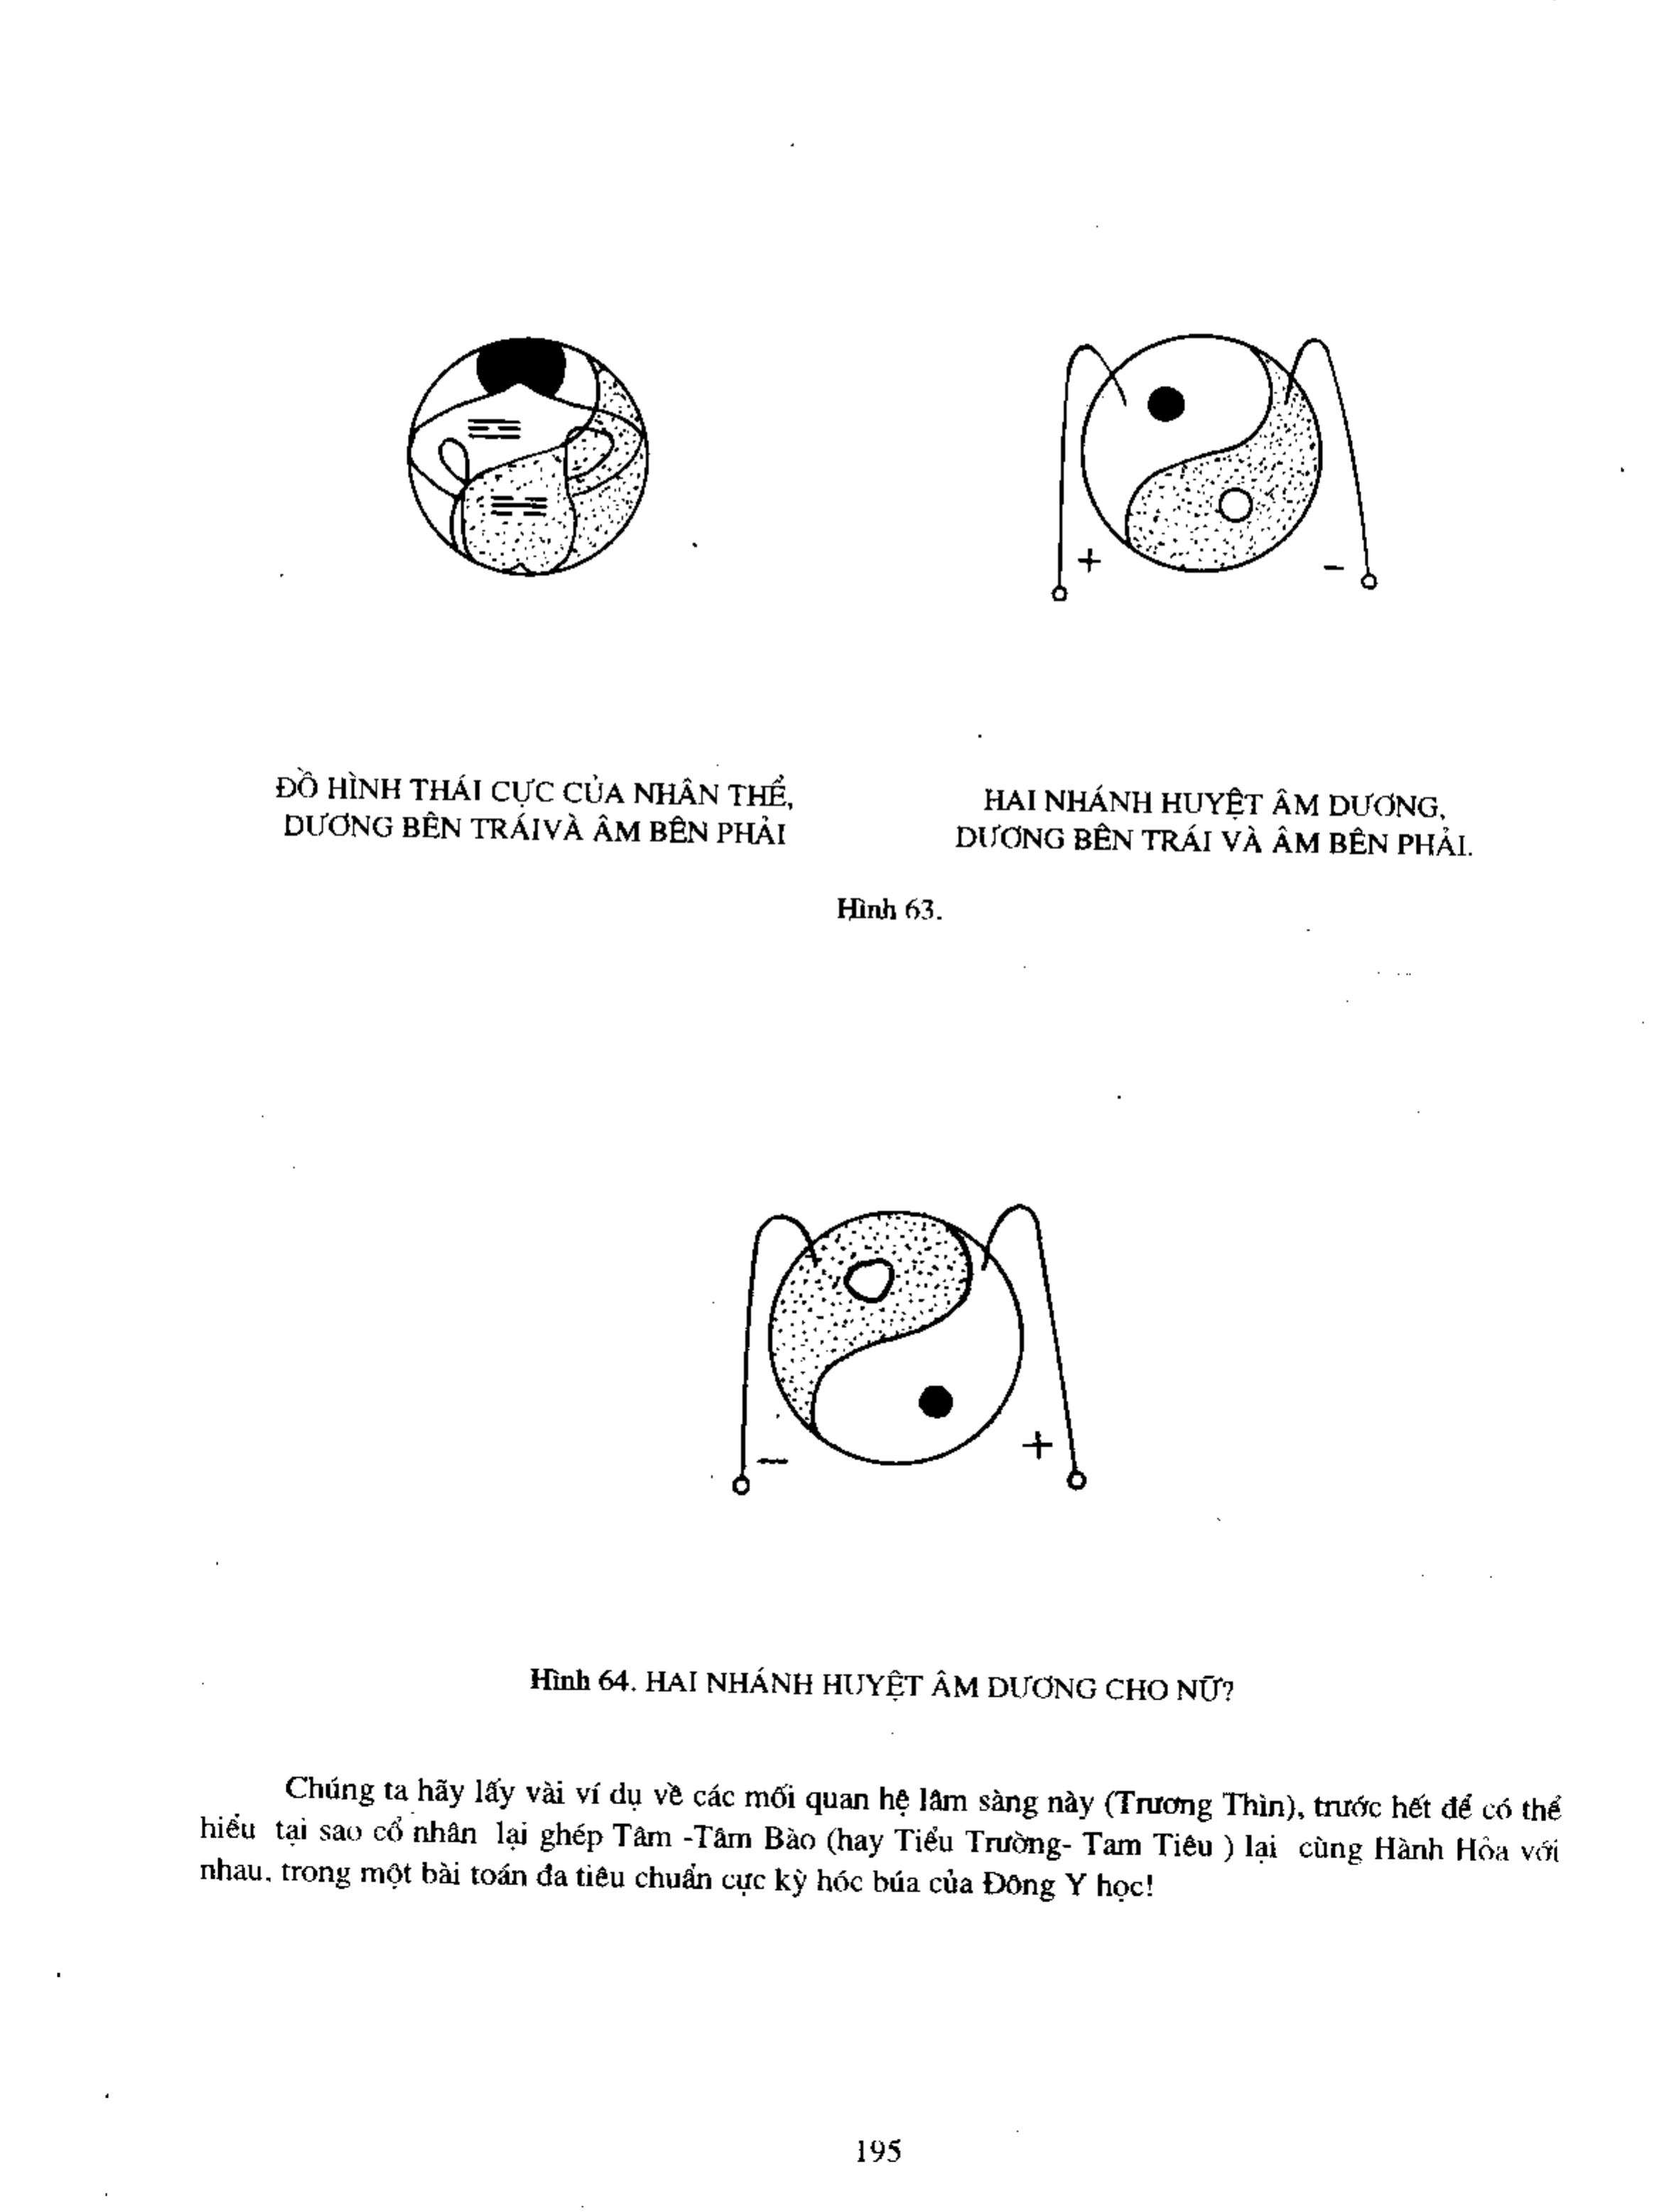 +
-
ĐỒ HÌNH THÁI CỰC CỦA NHÂN THỂ,
DƯƠNG BÊN TRÁIVÀ ÂM BÊN PHẢI
HAI NHÁNH HUYỆT ÂM DƯƠNG,
DƯƠNG BÊN TRÁI VÀ ÂM BÊN PHẢI.
Hình 63.
-
+
Hình 64. HAI NHÁNH HUYỆT ÂM DƯƠNG CHO NỮ?
Chúng ta hãy lấy vài ví dụ về các mối quan hệ lâm sàng này (Trương Thìn), trước hết để có thể
hiểu tại sao cổ nhân lại ghép Tâm -Tâm Bào (hay Tiểu Trường- Tam Tiêu ) lại cùng Hành Hỏa với
nhau, trong một bài toán đa tiêu chuẩn cực kỳ hóc búa của Đông Y học!
195